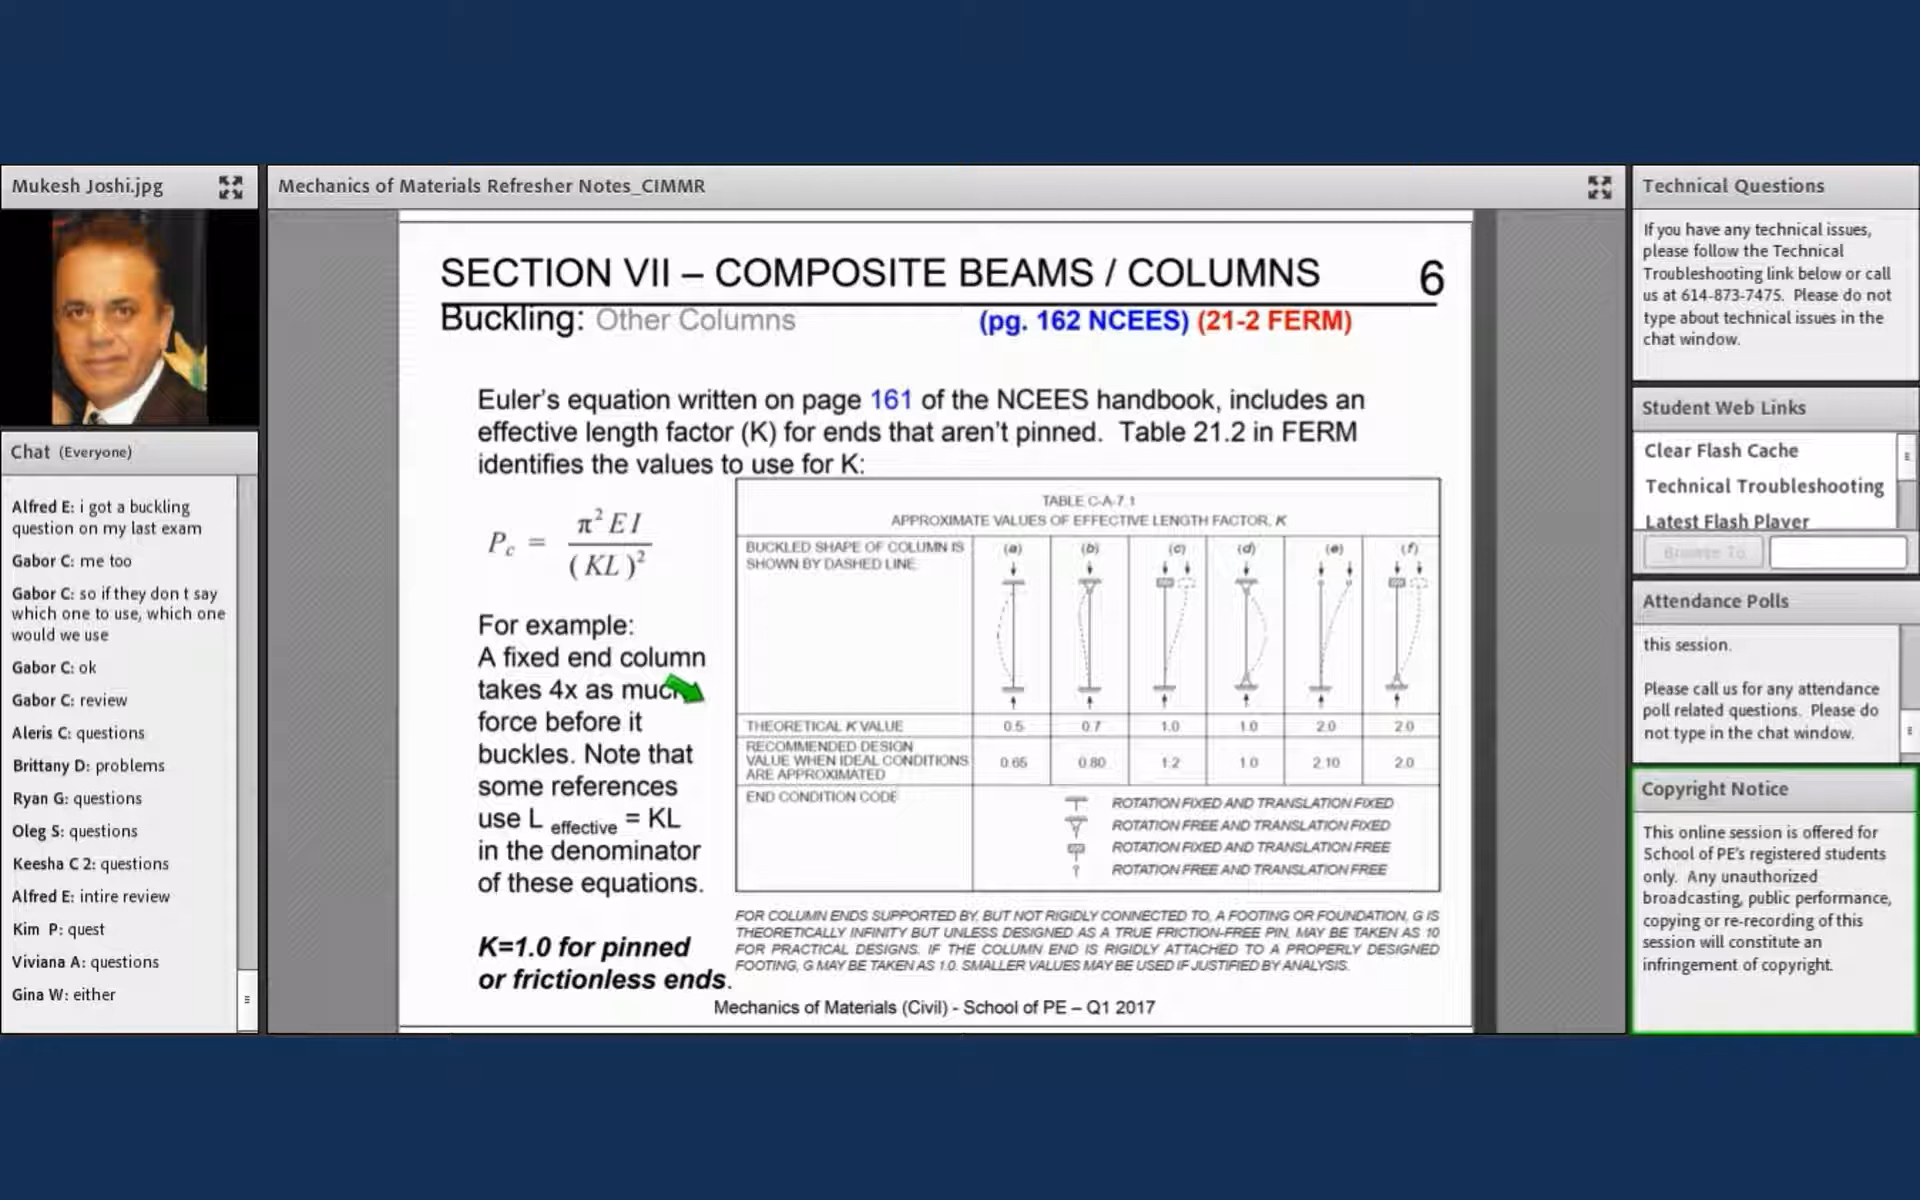 Mukesh Joshi.jpg
Chat (Everyone)
Alfred E: i got a buckling
question on my last exam
Gabor C: me too
Gabor C: so if they don t say
which one to use, which one
would we use
Gabor C: ok
Gabor C: review
Aleris C: questions
Brittany D: problems
Ryan G: questions
Oleg S: questions
Keesha C 2: questions
Alfred E: intire review
Kim P: quest
Viviana A: questions
Gina W: either
Mechanics of Materials Refresher Notes_CIMMR
SECTION VII – COMPOSITE BEAMS / COLUMNS 6
Buckling: Other Columns (pg. 162 NCEES) (21-2 FERM)
Euler's equation written on page 161 of the NCEES handbook, includes an
effective length factor (K) for ends that aren't pinned. Table 21.2 in FERM
identifies the values to use for K:
P_c = π² EI / (KL)²
For example:
A fixed end column
takes 4x as much
force before it
buckles. Note that
some references
use L effective = KL
in the denominator
of these equations.
K=1.0 for pinned
or frictionless ends.
TABLE C-A-7.1
APPROXIMATE VALUES OF EFFECTIVE LENGTH FACTOR, K
BUCKLED SHAPE OF COLUMN IS
SHOWN BY DASHED LINE
(a) (b) (c) (d) (e) (f)
THEORETICAL K VALUE 0.5 0.7 1.0 1.0 2.0 2.0
RECOMMENDED DESIGN
VALUE WHEN IDEAL CONDITIONS
ARE APPROXIMATED
0.65 0.80 1.2 1.0 2.10 2.0
END CONDITION CODE
ROTATION FIXED AND TRANSLATION FIXED
ROTATION FREE AND TRANSLATION FIXED
ROTATION FIXED AND TRANSLATION FREE
ROTATION FREE AND TRANSLATION FREE
FOR COLUMN ENDS SUPPORTED BY, BUT NOT RIGIDLY CONNECTED TO, A FOOTING OR FOUNDATION, G IS
THEORETICALLY INFINITY BUT UNLESS DESIGNED AS A TRUE FRICTION-FREE PIN, MAY BE TAKEN AS 10
FOR PRACTICAL DESIGNS. IF THE COLUMN END IS RIGIDLY ATTACHED TO A PROPERLY DESIGNED
FOOTING, G MAY BE TAKEN AS 1.0. SMALLER VALUES MAY BE USED IF JUSTIFIED BY ANALYSIS.
Mechanics of Materials (Civil) - School of PE – Q1 2017
Technical Questions
If you have any technical issues,
please follow the Technical
Troubleshooting link below or call
us at 614-873-7475. Please do not
type about technical issues in the
chat window.
Student Web Links
Clear Flash Cache
Technical Troubleshooting
Latest Flash Player
Browse To
Attendance Polls
this session.
Please call us for any attendance
poll related questions. Please do
not type in the chat window.
Copyright Notice
This online session is offered for
School of PE's registered students
only. Any unauthorized
broadcasting, public performance,
copying or re-recording of this
session will constitute an
infringement of copyright.